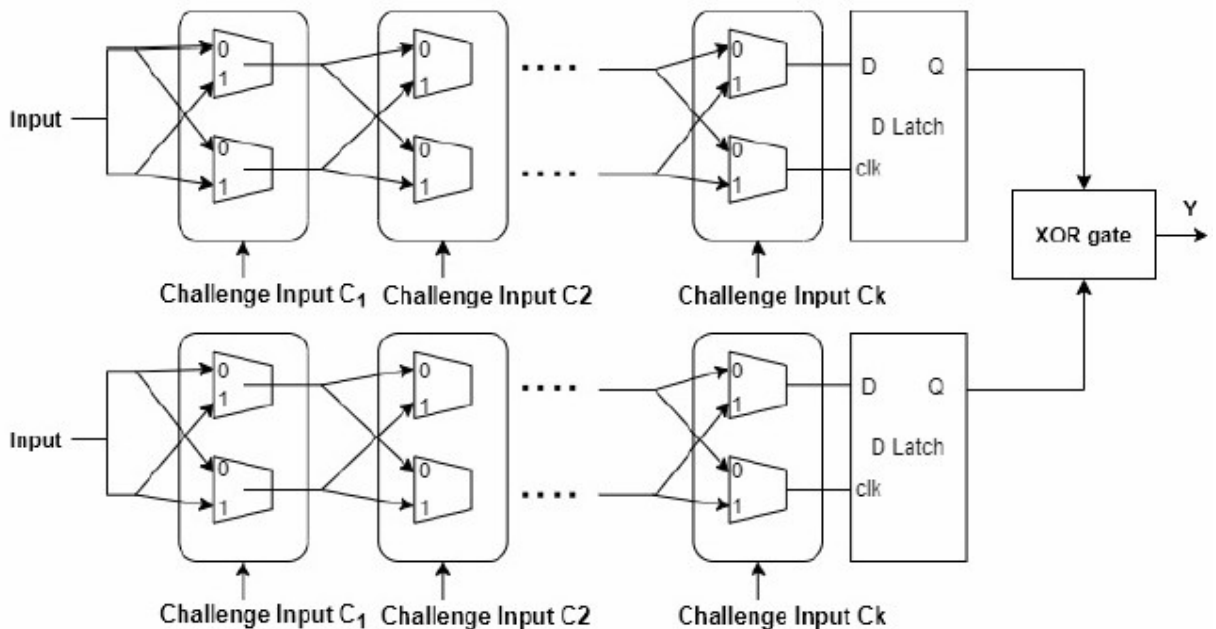 0
1
0
1
0
1
0
1
....
....
0
1
0
1
D
Q
D Latch
clk
Input
Challenge Input C1
Challenge Input C2
Challenge Input Ck
XOR gate
Y
0
1
0
1
0
1
0
1
....
....
0
1
0
1
D
Q
D Latch
clk
Input
Challenge Input C1
Challenge Input C2
Challenge Input Ck